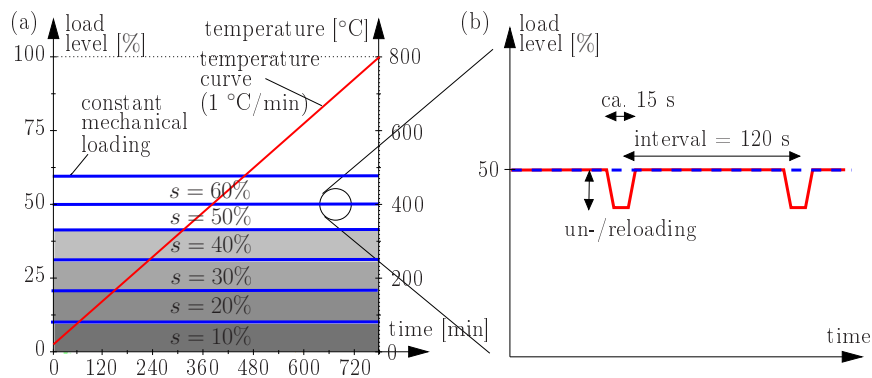 (a)
load
level [%]
temperature [°C]
100
75
50
25
0
temperature
curve
(1 °C/min)
constant
mechanical
loading
s = 60%
s = 50%
s = 40%
s = 30%
s = 20%
s = 10%
800
600
400
200
0
time [min]
0 120 240 360 480 600 720
(b)
load
level [%]
ca. 15 s
interval = 120 s
50
un-/reloading
time